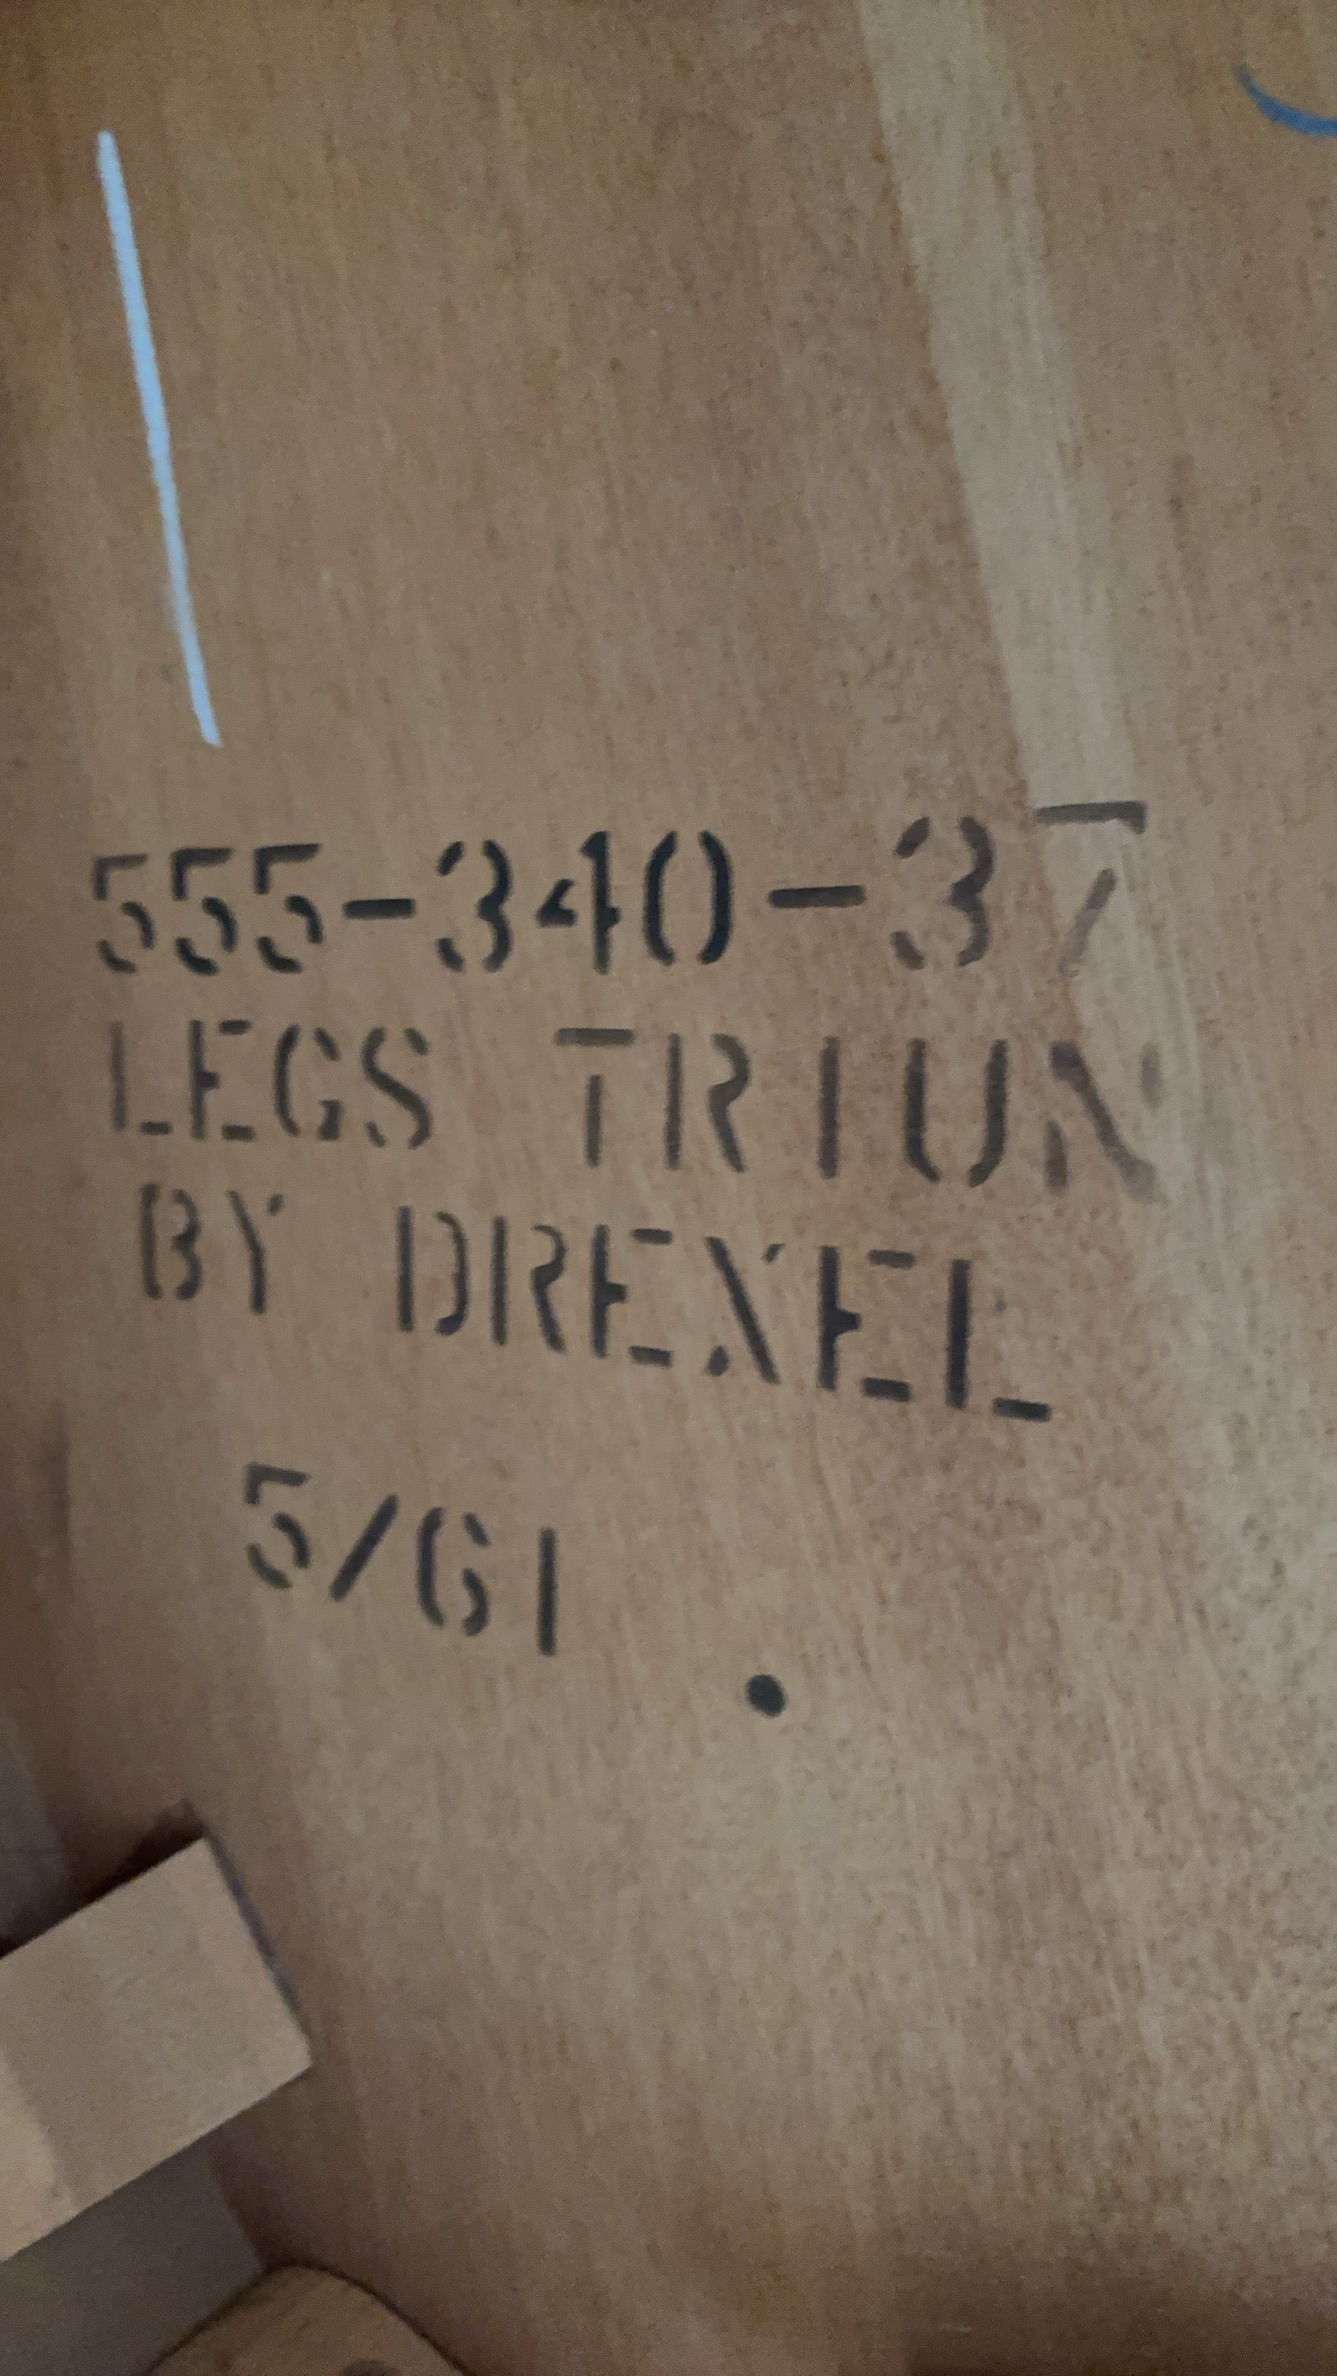 555-340-37
LEGS TRIUN
BY DREXEL
5/61